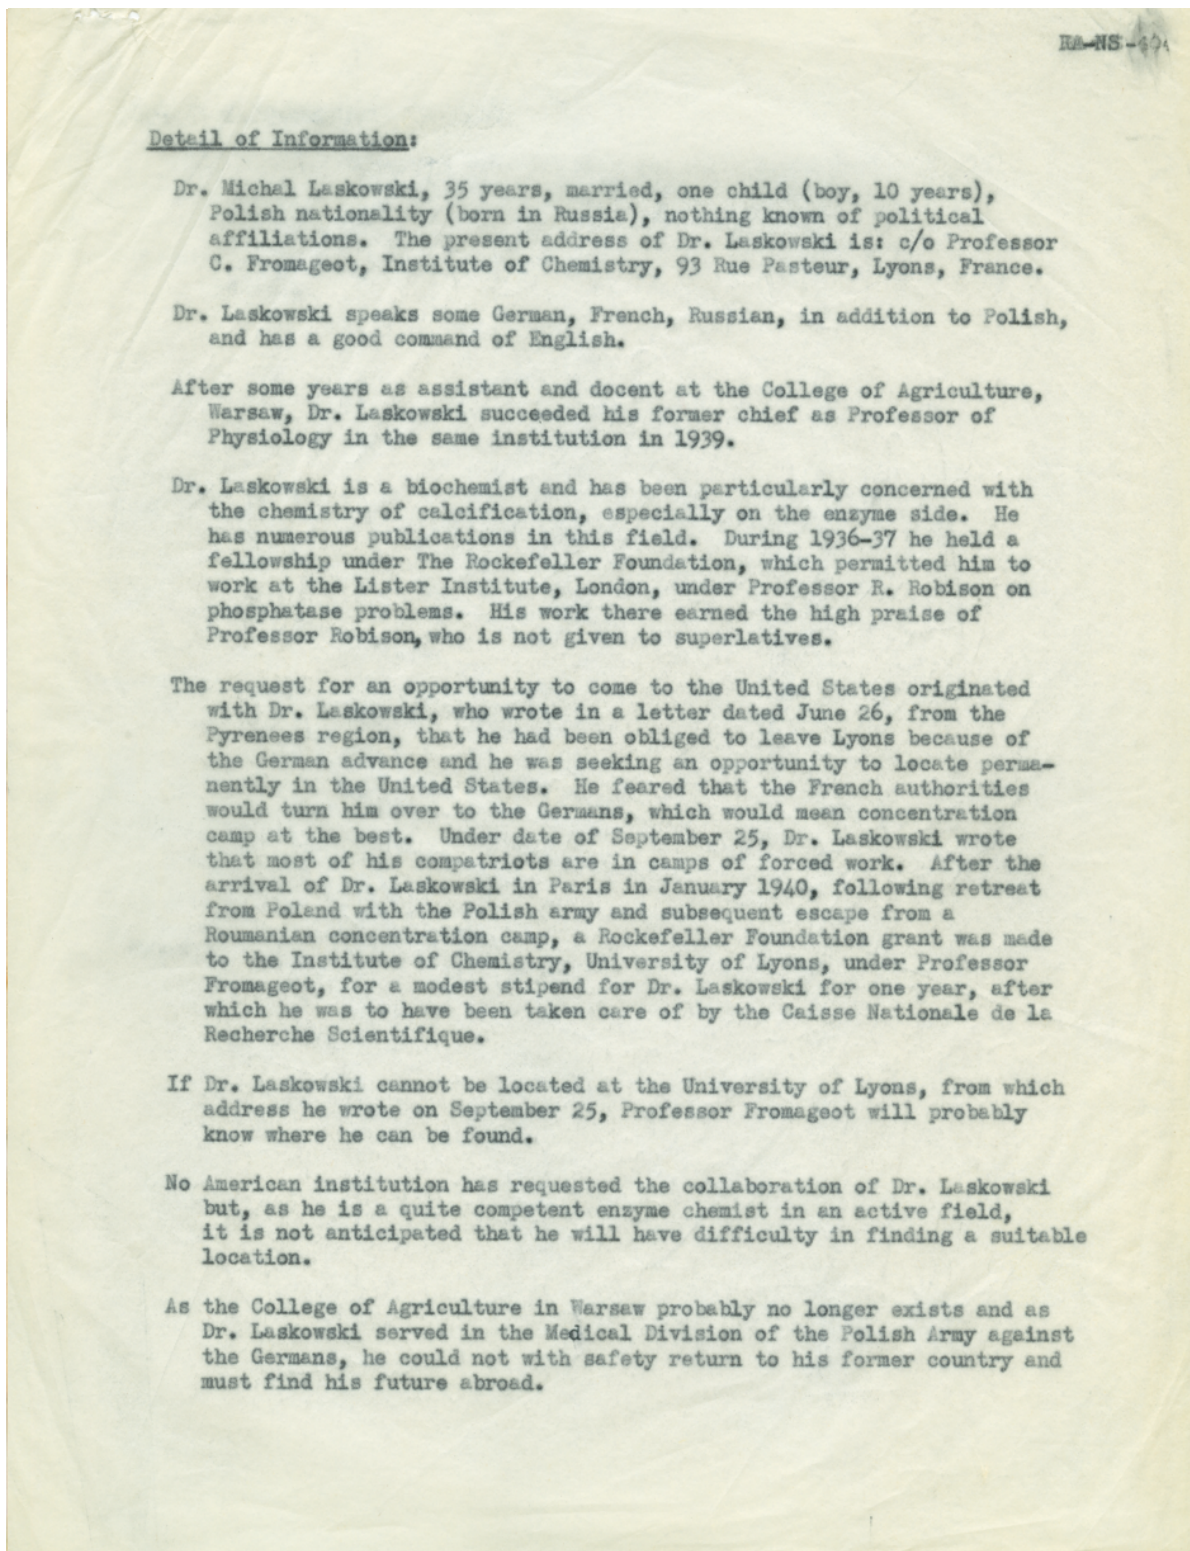 RA-NS-
Detail of Information:
Dr. Michal Laskowski, 35 years, married, one child (boy, 10 years),
Polish nationality (born in Russia), nothing known of political
affiliations. The present address of Dr. Laskowski is: c/o Professor
C. Fromageot, Institute of Chemistry, 93 Rue Pasteur, Lyons, France.
Dr. Laskowski speaks some German, French, Russian, in addition to Polish,
and has a good command of English.
After some years as assistant and docent at the College of Agriculture,
Warsaw, Dr. Laskowski succeeded his former chief as Professor of
Physiology in the same institution in 1939.
Dr. Laskowski is a biochemist and has been particularly concerned with
the chemistry of calcification, especially on the enzyme side. He
has numerous publications in this field. During 1936-37 he held a
fellowship under The Rockefeller Foundation, which permitted him to
work at the Lister Institute, London, under Professor R. Robison on
phosphatase problems. His work there earned the high praise of
Professor Robison, who is not given to superlatives.
The request for an opportunity to come to the United States originated
with Dr. Laskowski, who wrote in a letter dated June 26, from the
Pyrenees region, that he had been obliged to leave Lyons because of
the German advance and he was seeking an opportunity to locate perma-
nently in the United States. He feared that the French authorities
would turn him over to the Germans, which would mean concentration
camp at the best. Under date of September 25, Dr. Laskowski wrote
that most of his compatriots are in camps of forced work. After the
arrival of Dr. Laskowski in Paris in January 1940, following retreat
from Poland with the Polish army and subsequent escape from a
Roumanian concentration camp, a Rockefeller Foundation grant was made
to the Institute of Chemistry, University of Lyons, under Professor
Fromageot, for a modest stipend for Dr. Laskowski for one year, after
which he was to have been taken care of by the Caisse Nationale de la
Recherche Scientifique.
If Dr. Laskowski cannot be located at the University of Lyons, from which
address he wrote on September 25, Professor Fromageot will probably
know where he can be found.
No American institution has requested the collaboration of Dr. Laskowski
but, as he is a quite competent enzyme chemist in an active field,
it is not anticipated that he will have difficulty in finding a suitable
location.
As the College of Agriculture in Warsaw probably no longer exists and as
Dr. Laskowski served in the Medical Division of the Polish Army against
the Germans, he could not with safety return to his former country and
must find his future abroad.